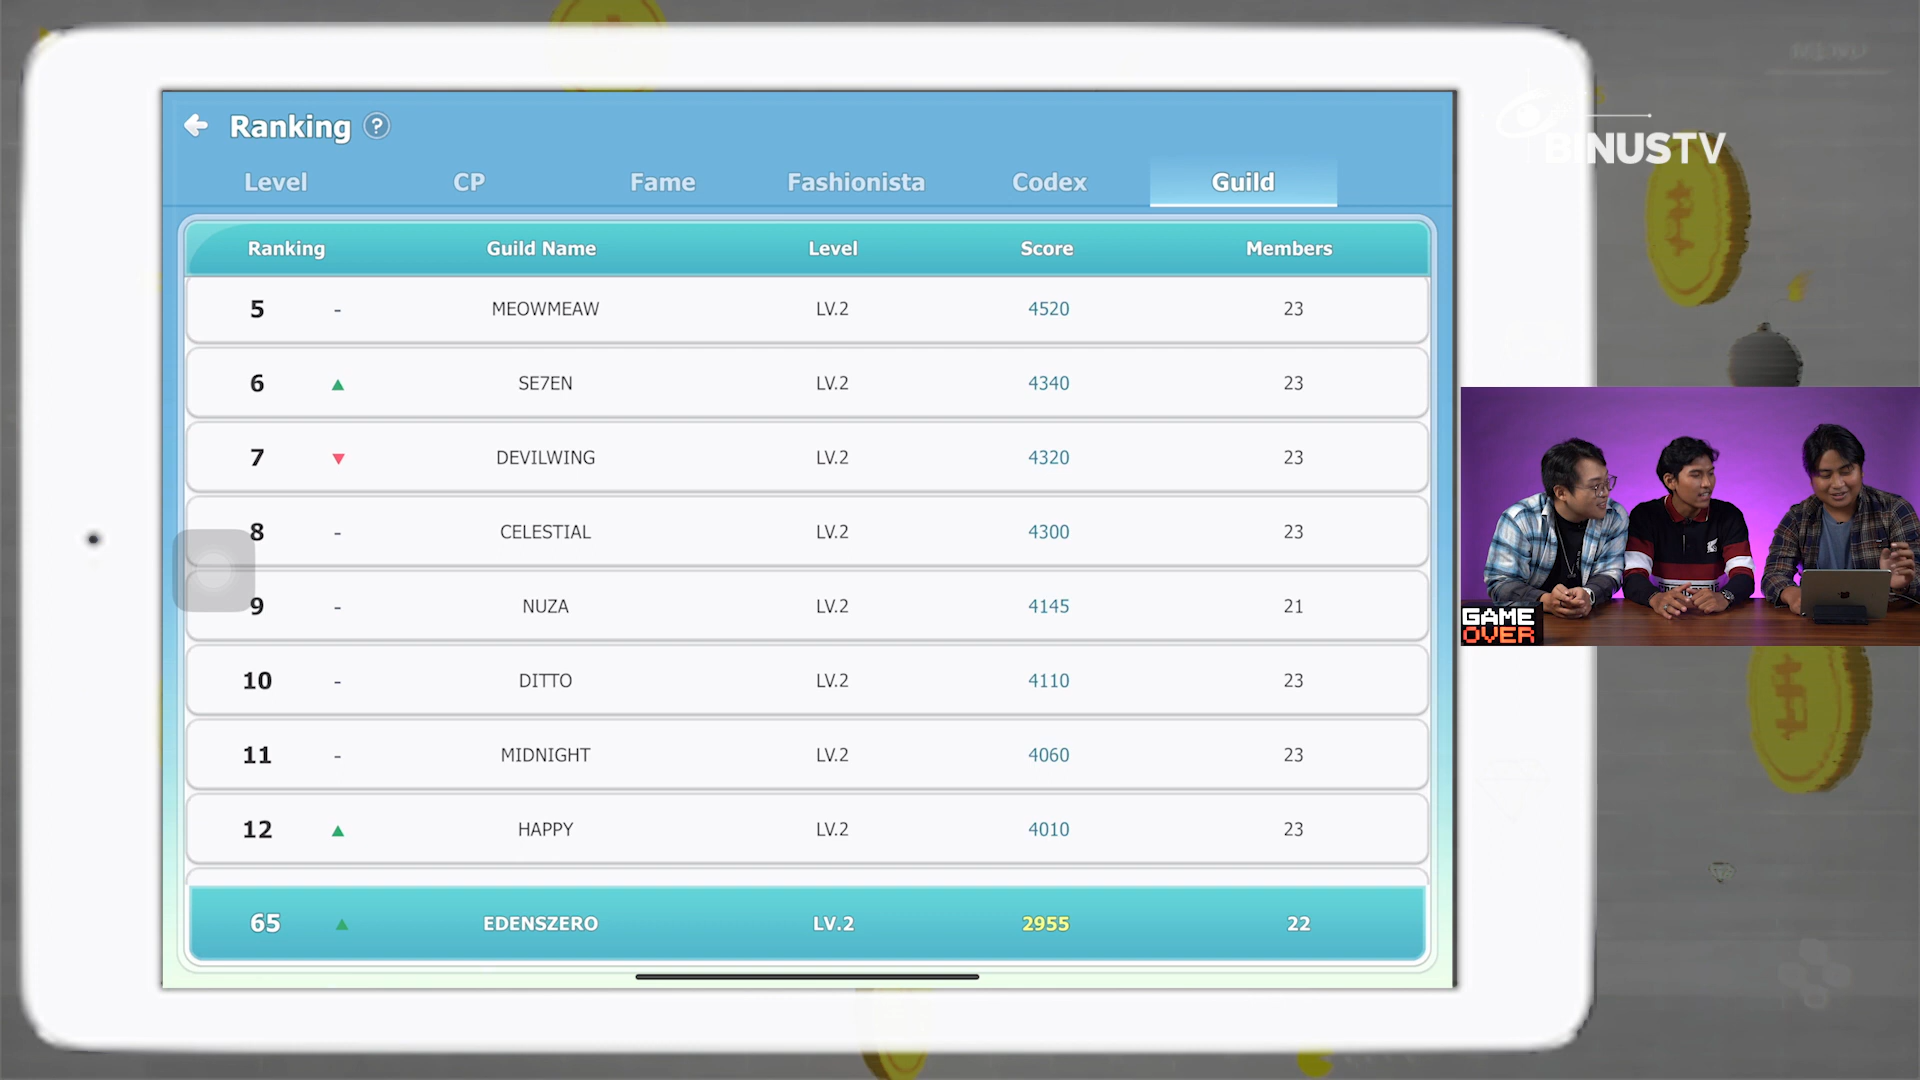 Ranking ?
Level CP Fame Fashionista Codex Guild
Ranking Guild Name Level Score Members
5 - MEOWMEAW LV.2 4520 23
6 ▲ SE7EN LV.2 4340 23
7 ▼ DEVILWING LV.2 4320 23
8 - CELESTIAL LV.2 4300 23
9 - NUZA LV.2 4145 21
10 - DITTO LV.2 4110 23
11 - MIDNIGHT LV.2 4060 23
12 ▲ HAPPY LV.2 4010 23
65 ▲ EDENSZERO LV.2 2955 22
BINUSTV
GAME
OVER